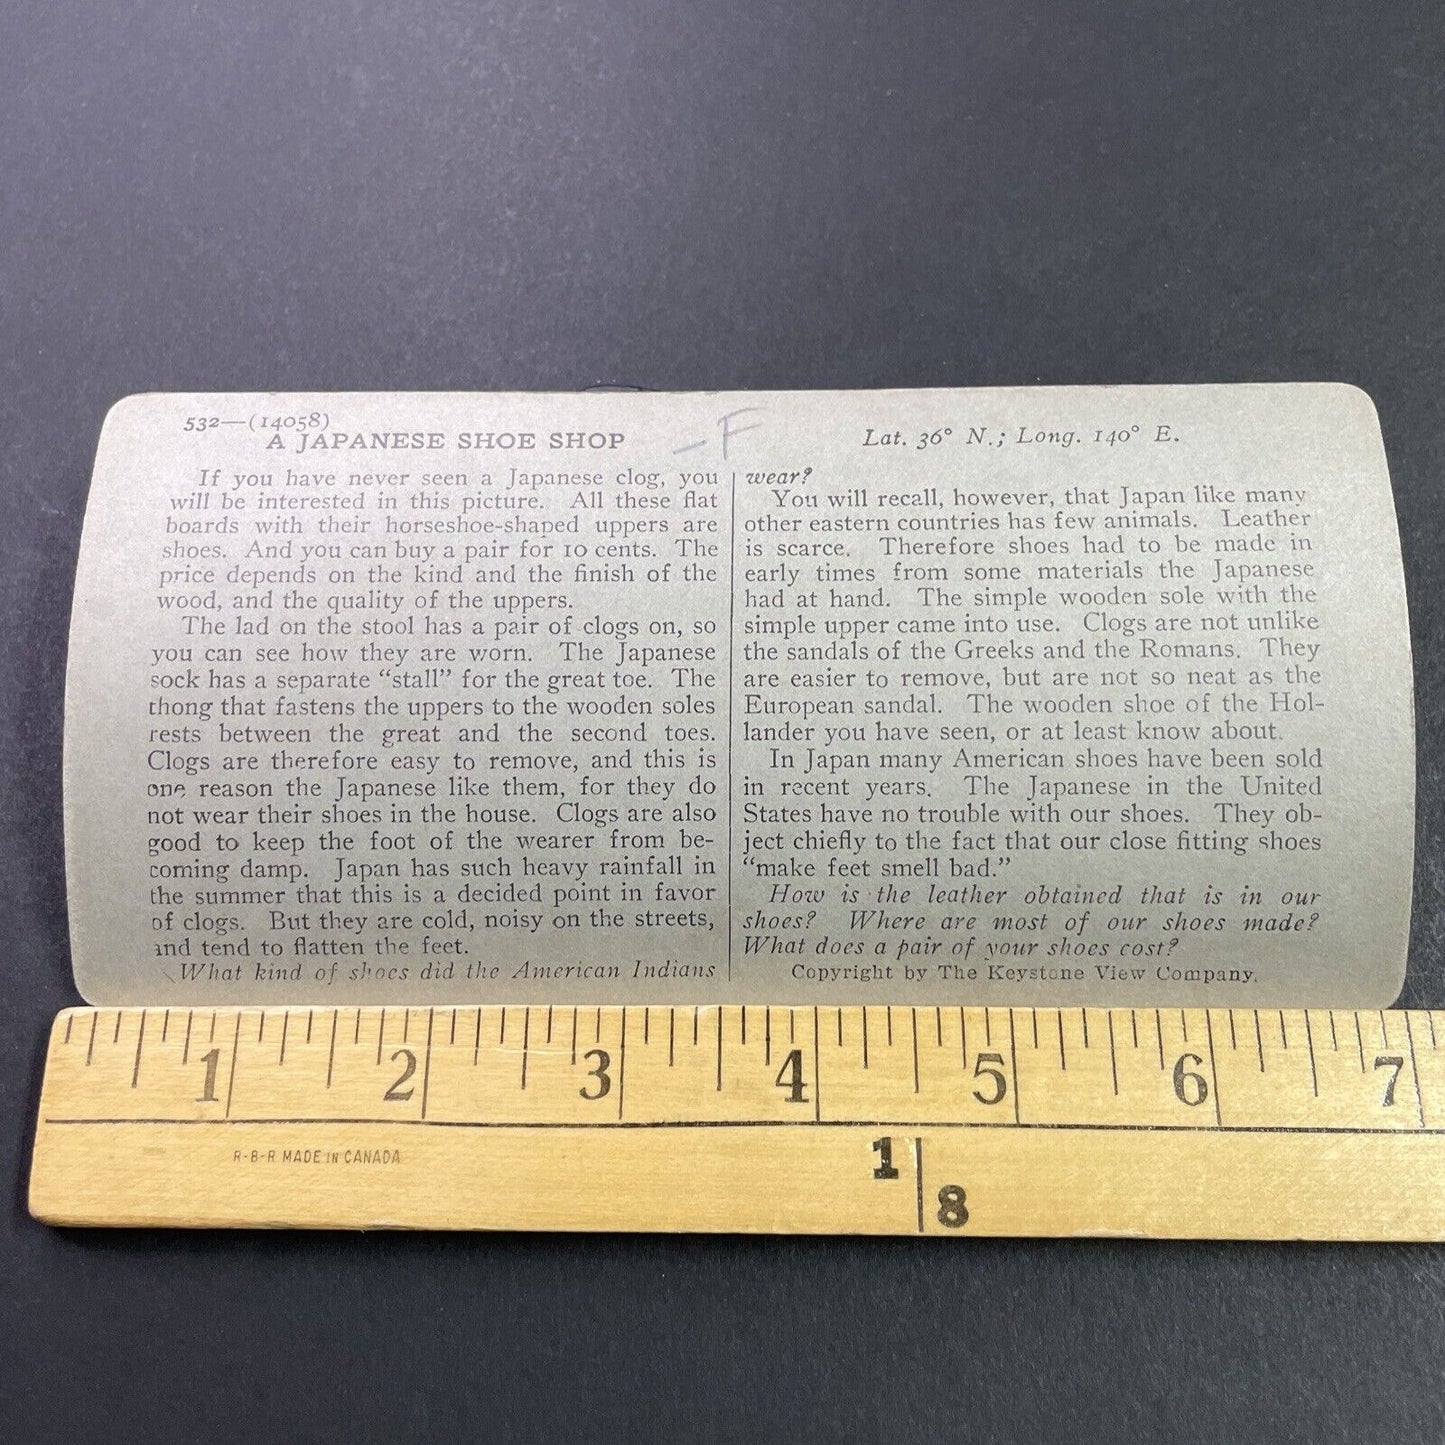 532—(14058)
A JAPANESE SHOE SHOP
–F
Lat. 36° N.; Long. 140° E.
If you have never seen a Japanese clog, you
will be interested in this picture. All these flat
boards with their horseshoe-shaped uppers are
shoes. And you can buy a pair for 10 cents. The
price depends on the kind and the finish of the
wood, and the quality of the uppers.
The lad on the stool has a pair of clogs on, so
you can see how they are worn. The Japanese
sock has a separate “stall” for the great toe. The
thong that fastens the uppers to the wooden soles
rests between the great and the second toes.
Clogs are therefore easy to remove, and this is
one reason the Japanese like them, for they do
not wear their shoes in the house. Clogs are also
good to keep the foot of the wearer from be-
coming damp. Japan has such heavy rainfall in
the summer that this is a decided point in favor
of clogs. But they are cold, noisy on the streets,
and tend to flatten the feet.
What kind of shoes did the American Indians
wear?
You will recall, however, that Japan like many
other eastern countries has few animals. Leather
is scarce. Therefore shoes had to be made in
early times from some materials the Japanese
had at hand. The simple wooden sole with the
simple upper came into use. Clogs are not unlike
the sandals of the Greeks and the Romans. They
are easier to remove, but are not so neat as the
European sandal. The wooden shoe of the Hol-
lander you have seen, or at least know about.
In Japan many American shoes have been sold
in recent years. The Japanese in the United
States have no trouble with our shoes. They ob-
ject chiefly to the fact that our close fitting shoes
“make feet smell bad.”
How is the leather obtained that is in our
shoes? Where are most of our shoes made?
What does a pair of your shoes cost?
Copyright by The Keystone View Company.
1 2 3 4 5 6 7
R-B-R MADE IN CANADA
1
8